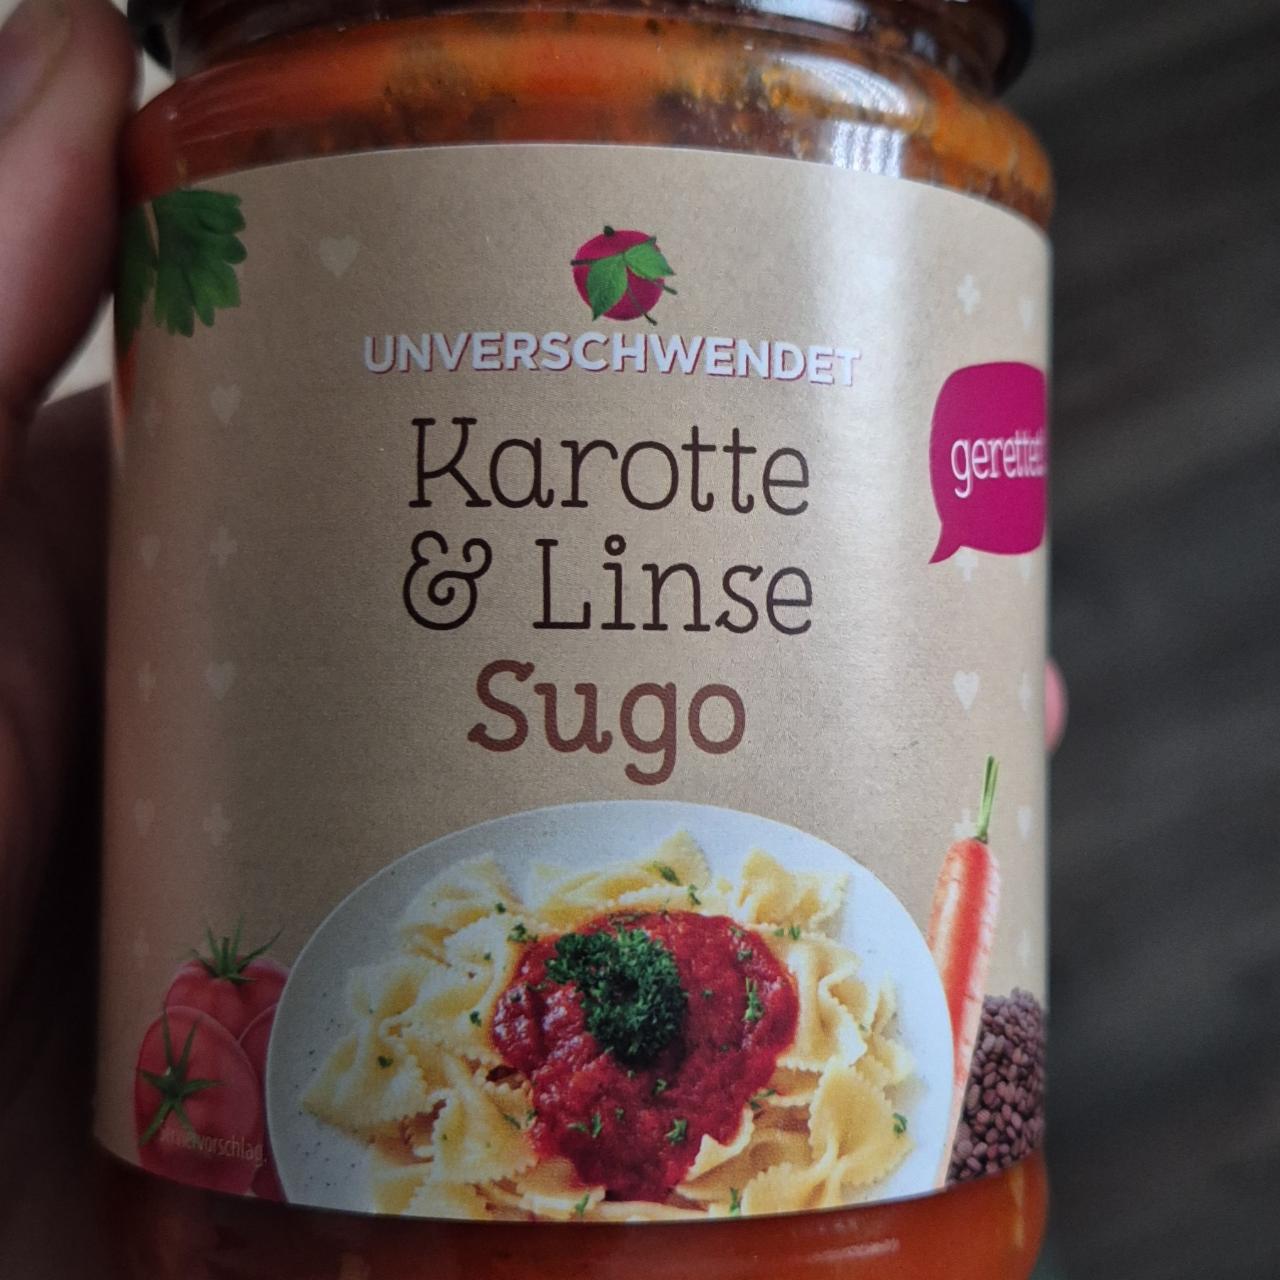 UNVERSCHWENDET
Karotte
& Linse
Sugo
gerettet!